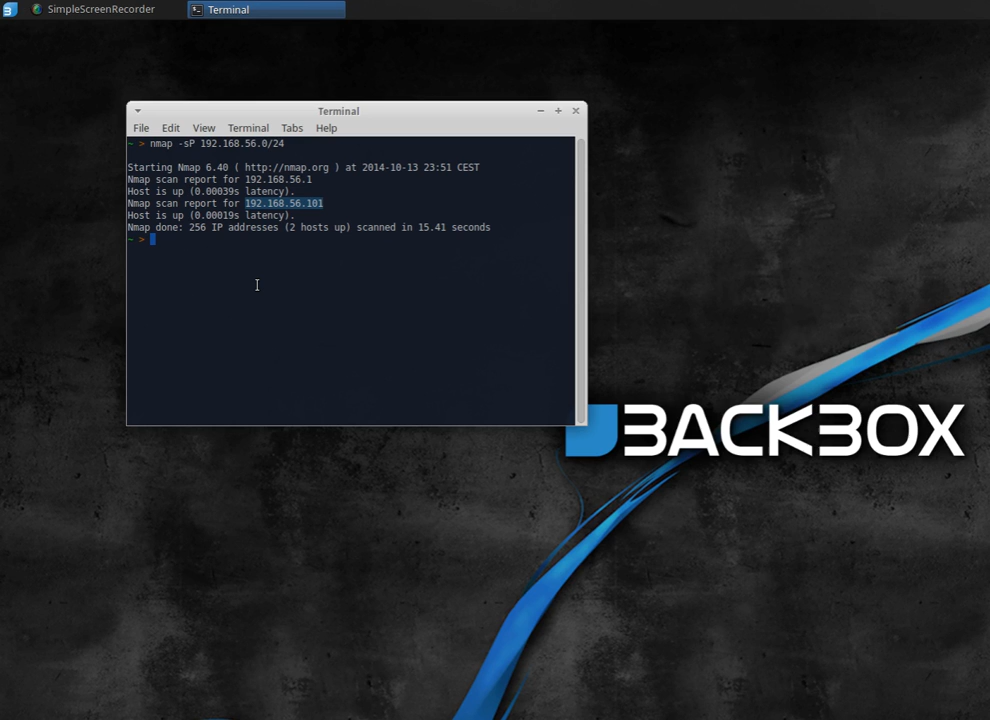 SimpleScreenRecorder
Terminal
Terminal
File Edit View Terminal Tabs Help
~ > nmap -sP 192.168.56.0/24
Starting Nmap 6.40 ( http://nmap.org ) at 2014-10-13 23:51 CEST
Nmap scan report for 192.168.56.1
Host is up (0.00039s latency).
Nmap scan report for 192.168.56.101
Host is up (0.00019s latency).
Nmap done: 256 IP addresses (2 hosts up) scanned in 15.41 seconds
~ >
BACKBOX